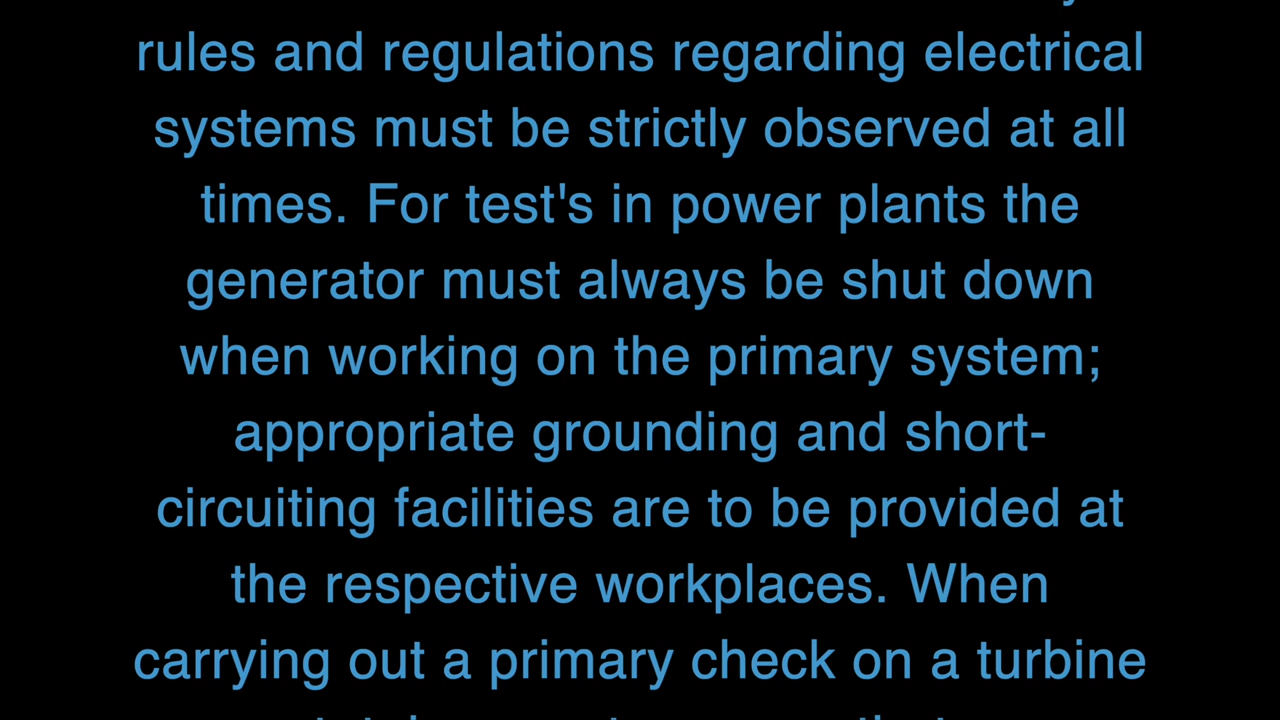 rules and regulations regarding electrical
systems must be strictly observed at all
times. For test's in power plants the
generator must always be shut down
when working on the primary system;
appropriate grounding and short-
circuiting facilities are to be provided at
the respective workplaces. When
carrying out a primary check on a turbine